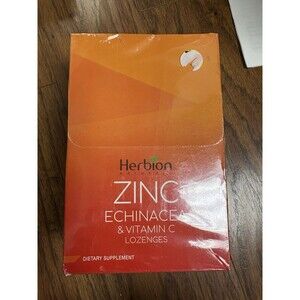 Herbion
ZINC
ECHINACEA
& VITAMIN C
LOZENGES
DIETARY SUPPLEMENT